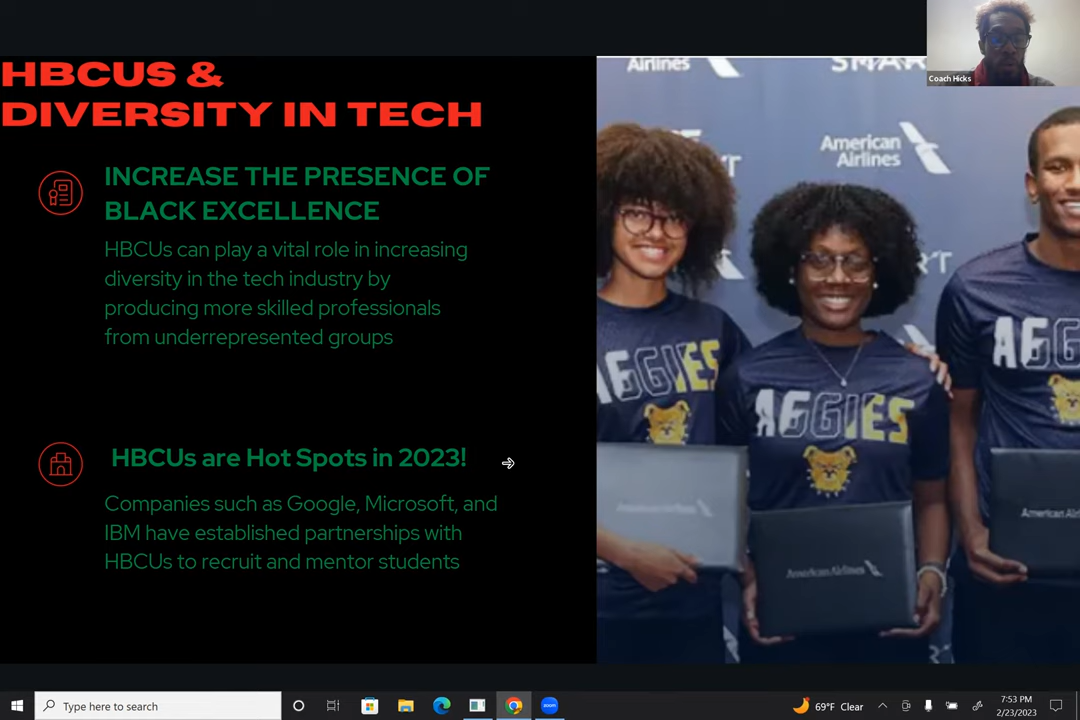 HBCUS &
DIVERSITY IN TECH
INCREASE THE PRESENCE OF
BLACK EXCELLENCE
HBCUs can play a vital role in increasing
diversity in the tech industry by
producing more skilled professionals
from underrepresented groups
HBCUs are Hot Spots in 2023!
Companies such as Google, Microsoft, and
IBM have established partnerships with
HBCUs to recruit and mentor students
Airlines
Coach Hicks
American
Airlines
AGGIES
AGGIES
American Airlines
Type here to search
zoom
69°F Clear
7:53 PM
2/23/2023